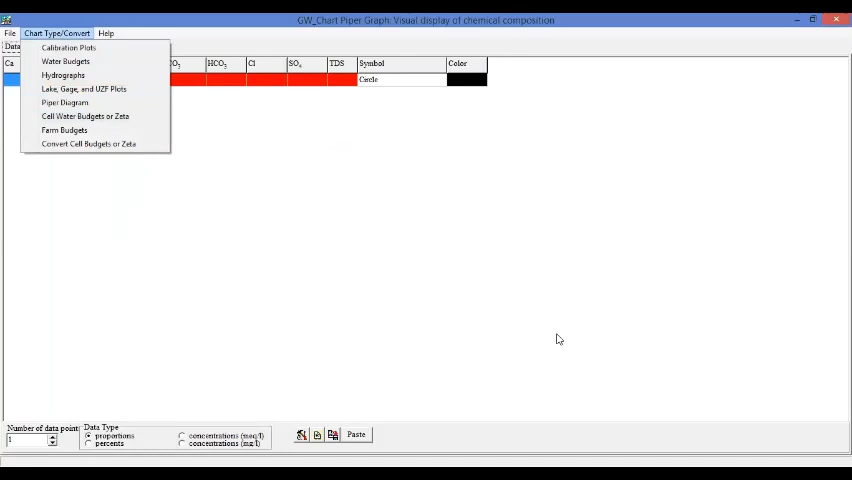 GW_Chart Piper Graph: Visual display of chemical composition
File Chart Type/Convert Help
Data
Ca HCO3 Cl SO4 TDS Symbol Color
Circle
Calibration Plots
Water Budgets
Hydrographs
Lake, Gage, and UZF Plots
Piper Diagram
Cell Water Budgets or Zeta
Farm Budgets
Convert Cell Budgets or Zeta
Number of data point:
1
Data Type
proportions
percents
concentrations (meq/l)
concentrations (mg/l)
Paste